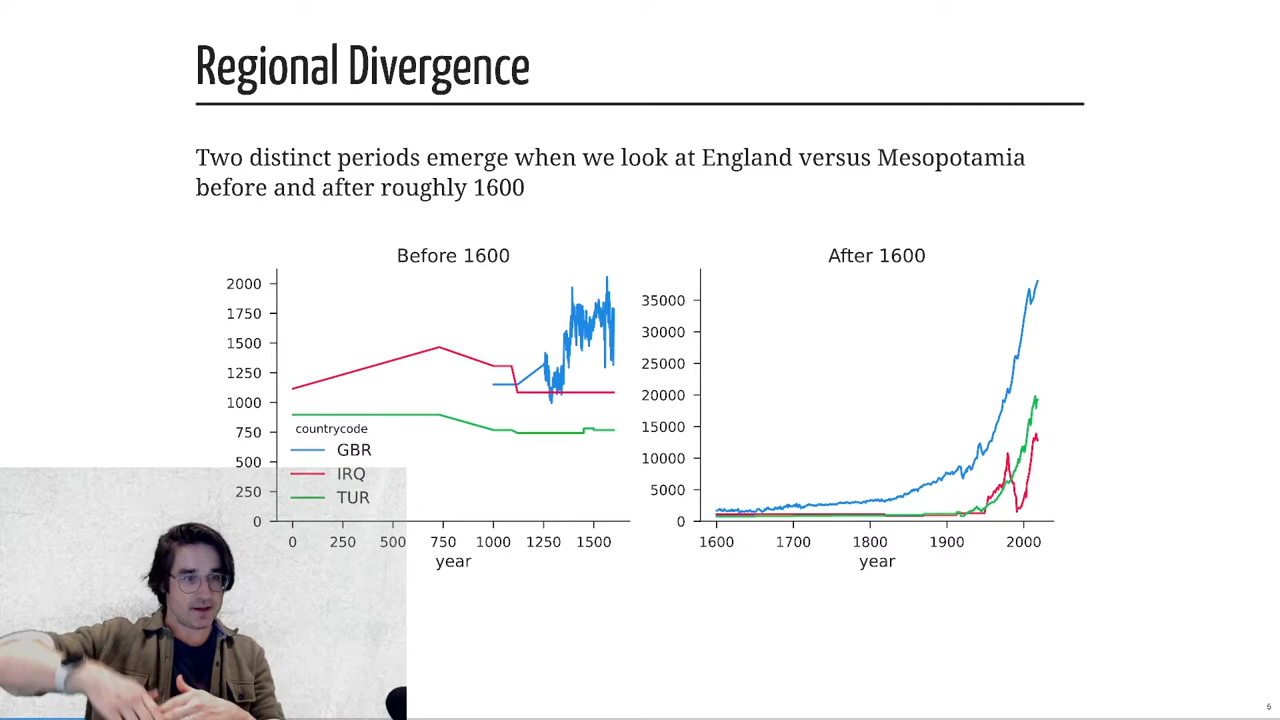 Regional Divergence
Two distinct periods emerge when we look at England versus Mesopotamia
before and after roughly 1600
Before 1600
2000
1750
1500
1250
1000
750
500
250
0
countrycode
GBR
IRQ
TUR
0 250 500 750 1000 1250 1500
year
After 1600
35000
30000
25000
20000
15000
10000
5000
0
1600 1700 1800 1900 2000
year
5